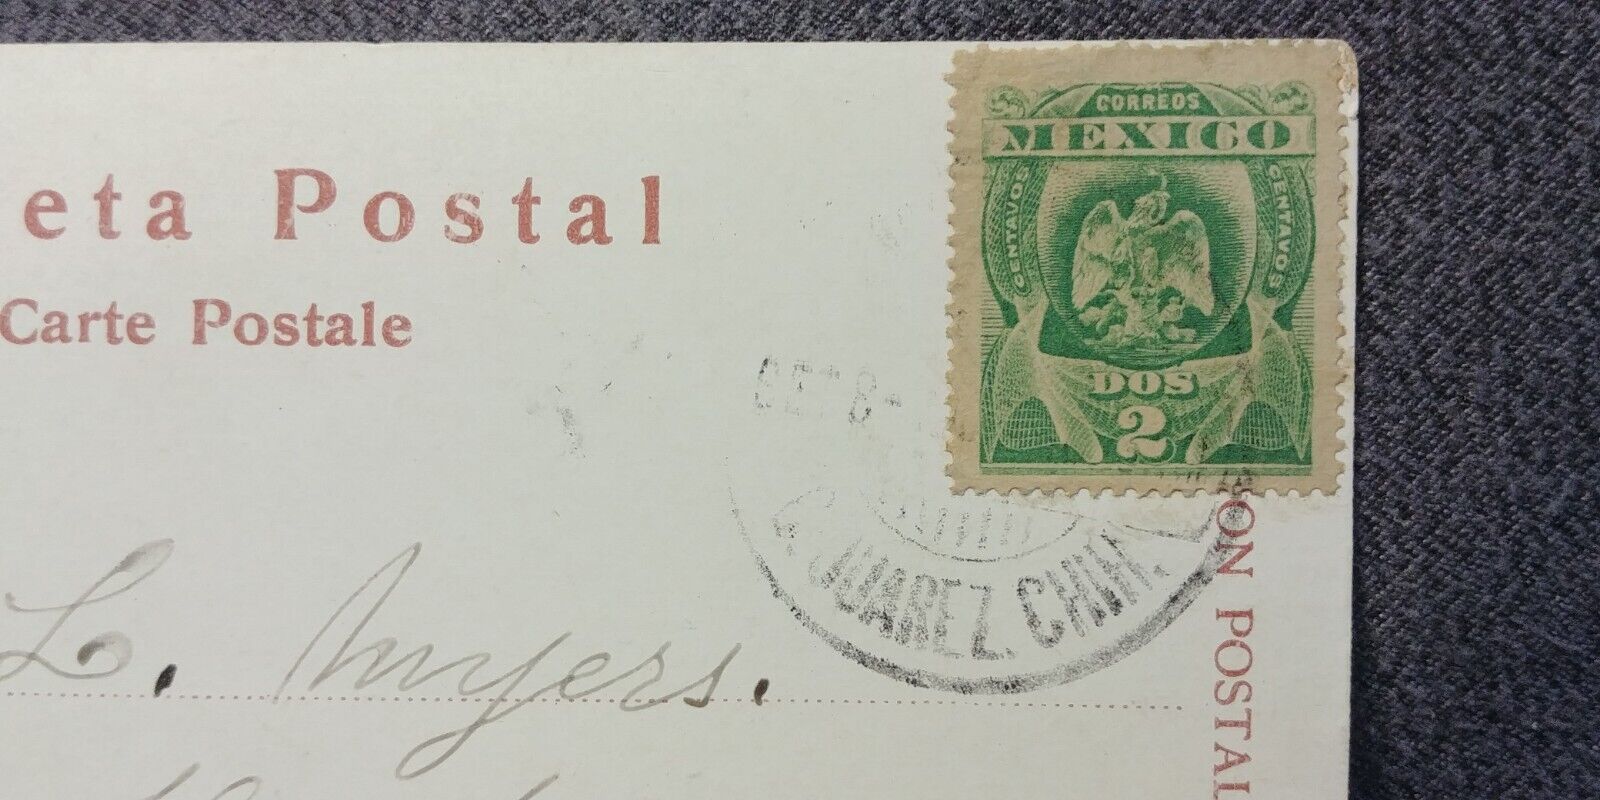 CORREOS
MEXICO
CENTAVOS
CENTAVOS
DOS
2
eta Postal
Carte Postale
C. JUAREZ. CHIH.
L. Myers.
ON POSTAL